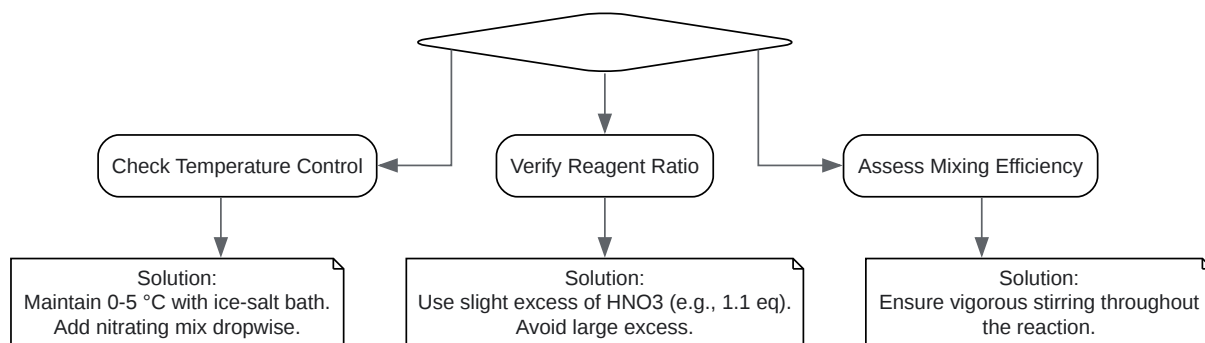 Check Temperature Control
Verify Reagent Ratio
Assess Mixing Efficiency
Solution:
Maintain 0-5 °C with ice-salt bath.
Add nitrating mix dropwise.
Solution:
Use slight excess of HNO3 (e.g., 1.1 eq).
Avoid large excess.
Solution:
Ensure vigorous stirring throughout
the reaction.